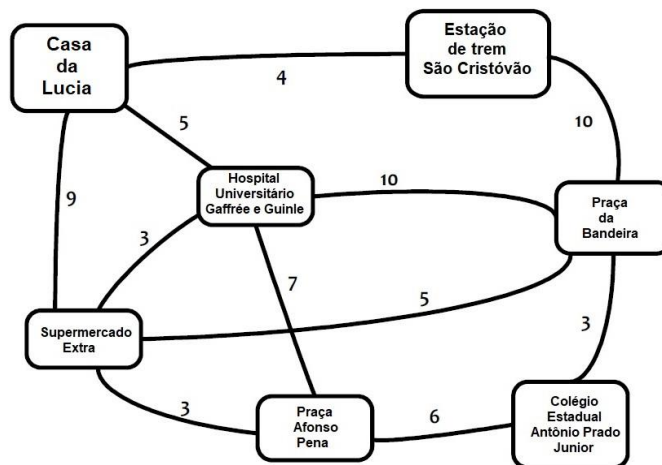 Casa
da
Lucia
Estação
de trem
São Cristóvão
4
5
10
9
Hospital
Universitário
Gaffrée e Guinle
10
Praça
da
Bandeira
3
7
5
Supermercado
Extra
3
3
Praça
Afonso
Pena
6
Colégio
Estadual
Antônio Prado
Junior